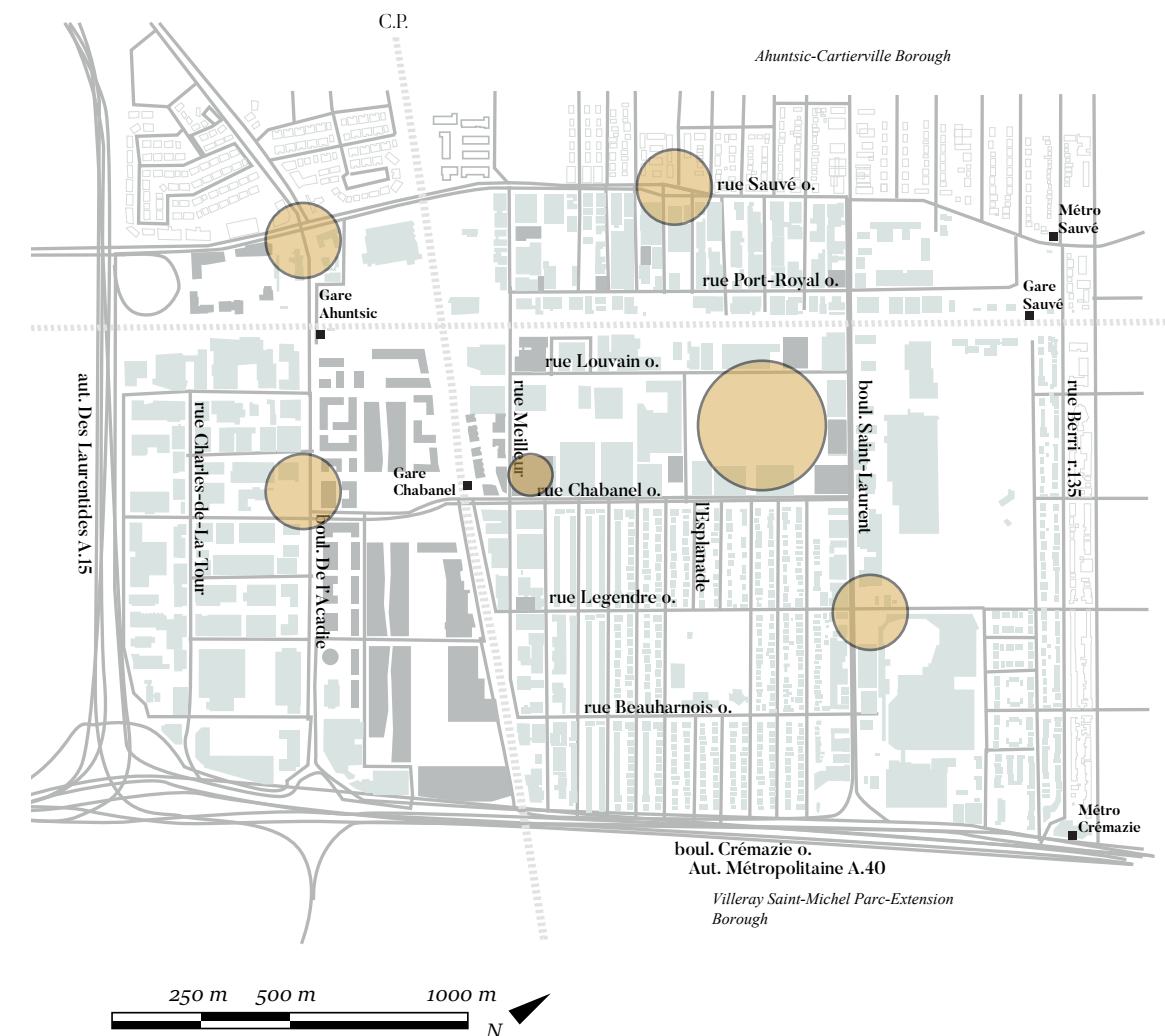 C.P.
Ahuntsic-Cartierville Borough
rue Sauvé o.
Métro
Sauvé
rue Port-Royal o.
Gare
Ahuntsic
Gare
Sauvé
rue Louvain o.
aut. Des Laurentides A.15
rue Charles-de-La-Tour
boul. De l'Acadie
Gare
Chabanel
rue Meilleur
rue Chabanel o.
l'Esplanade
boul. Saint-Laurent
rue Berri r.135
rue Legendre o.
rue Beauharnois o.
Métro
Crémazie
boul. Crémazie o.
Aut. Métropolitaine A.40
Villeray Saint-Michel Parc-Extension
Borough
250 m 500 m 1000 m
N